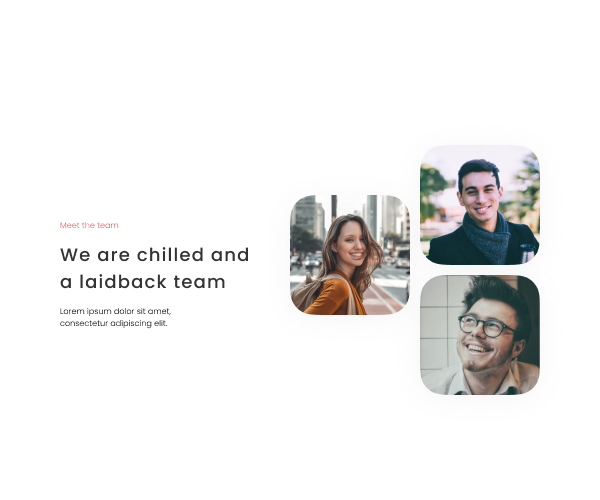 Meet the team
We are chilled and
a laidback team
Lorem ipsum dolor sit amet,
consectetur adipiscing elit.